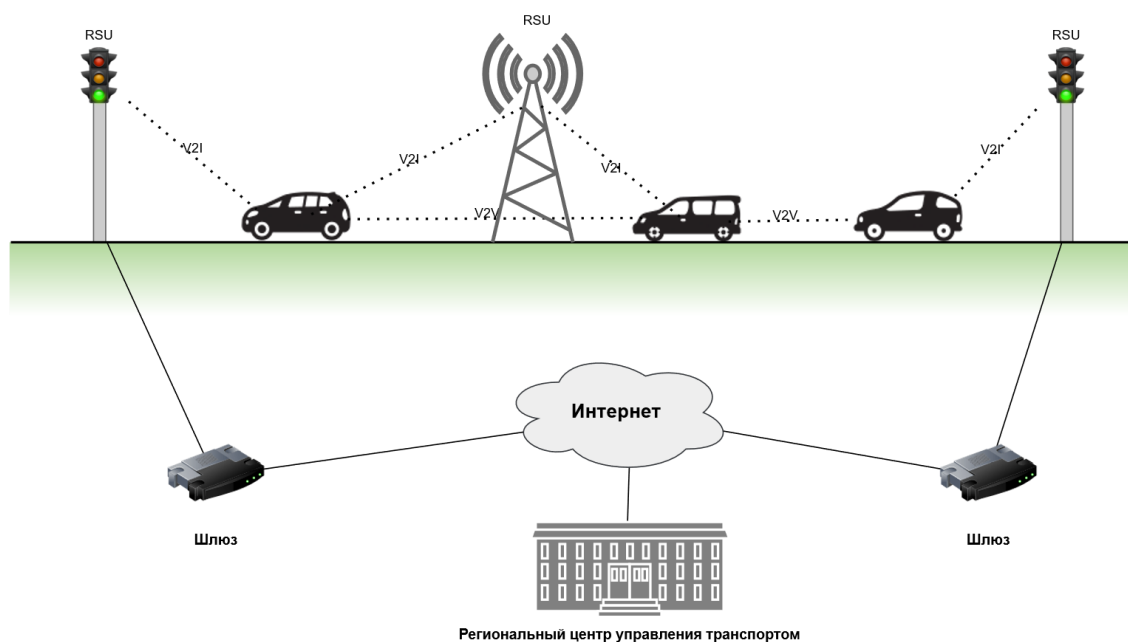 RSU
RSU
RSU
V2I
V2I
V2I
V2I
V2V
V2V
Интернет
Шлюз
Шлюз
Региональный центр управления транспортом